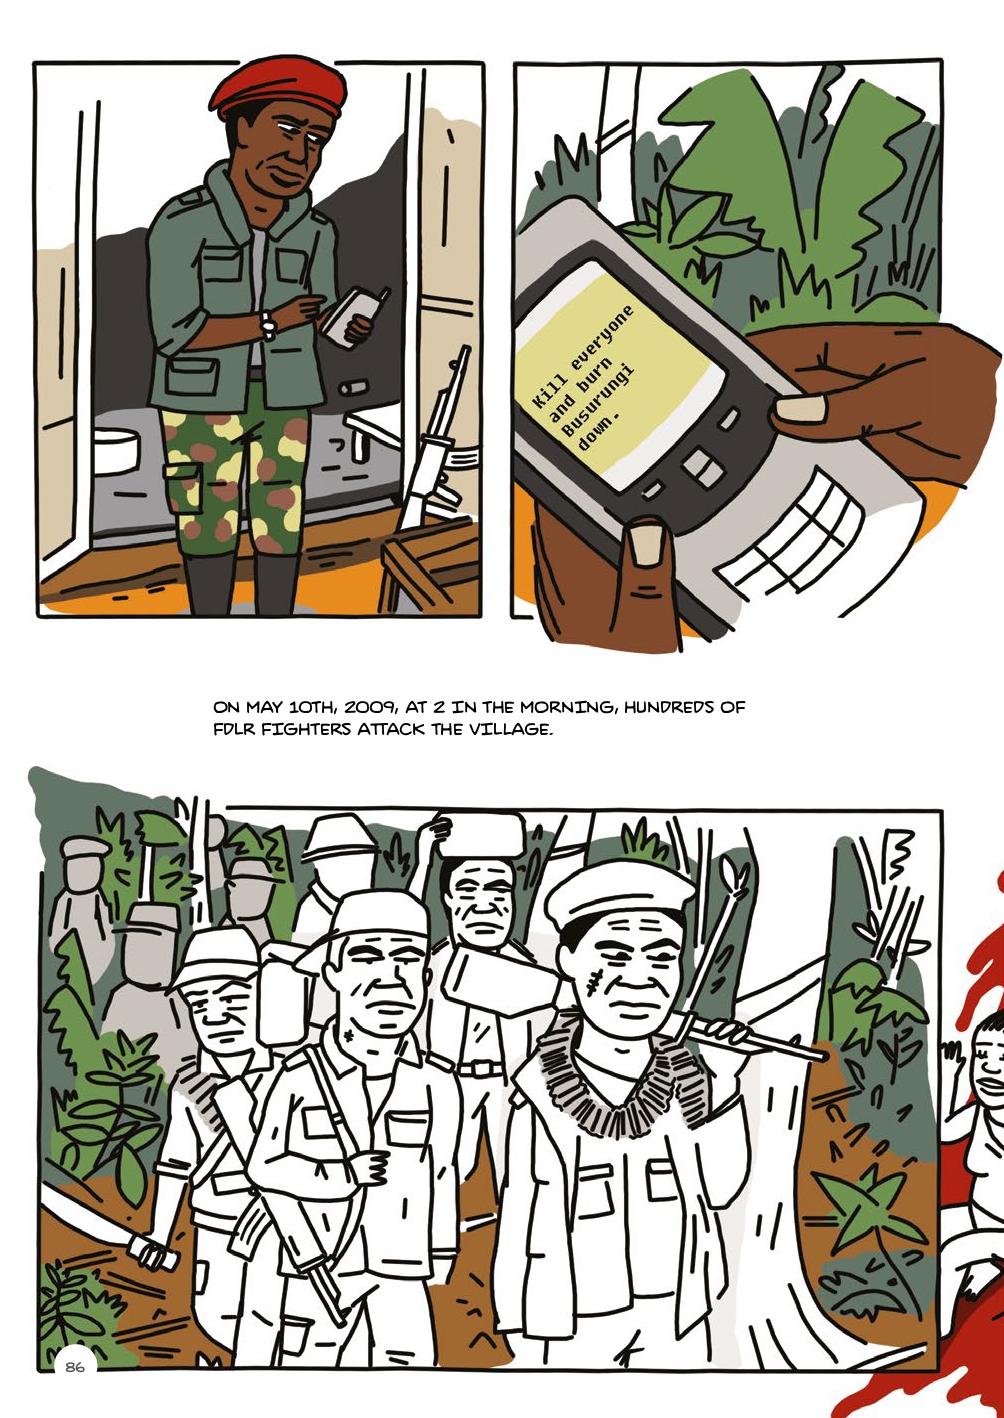 Kill everyone
and burn
Busurungi
down.
ON MAY 10TH, 2009, AT 2 IN THE MORNING, HUNDREDS OF
FDLR FIGHTERS ATTACK THE VILLAGE.
86